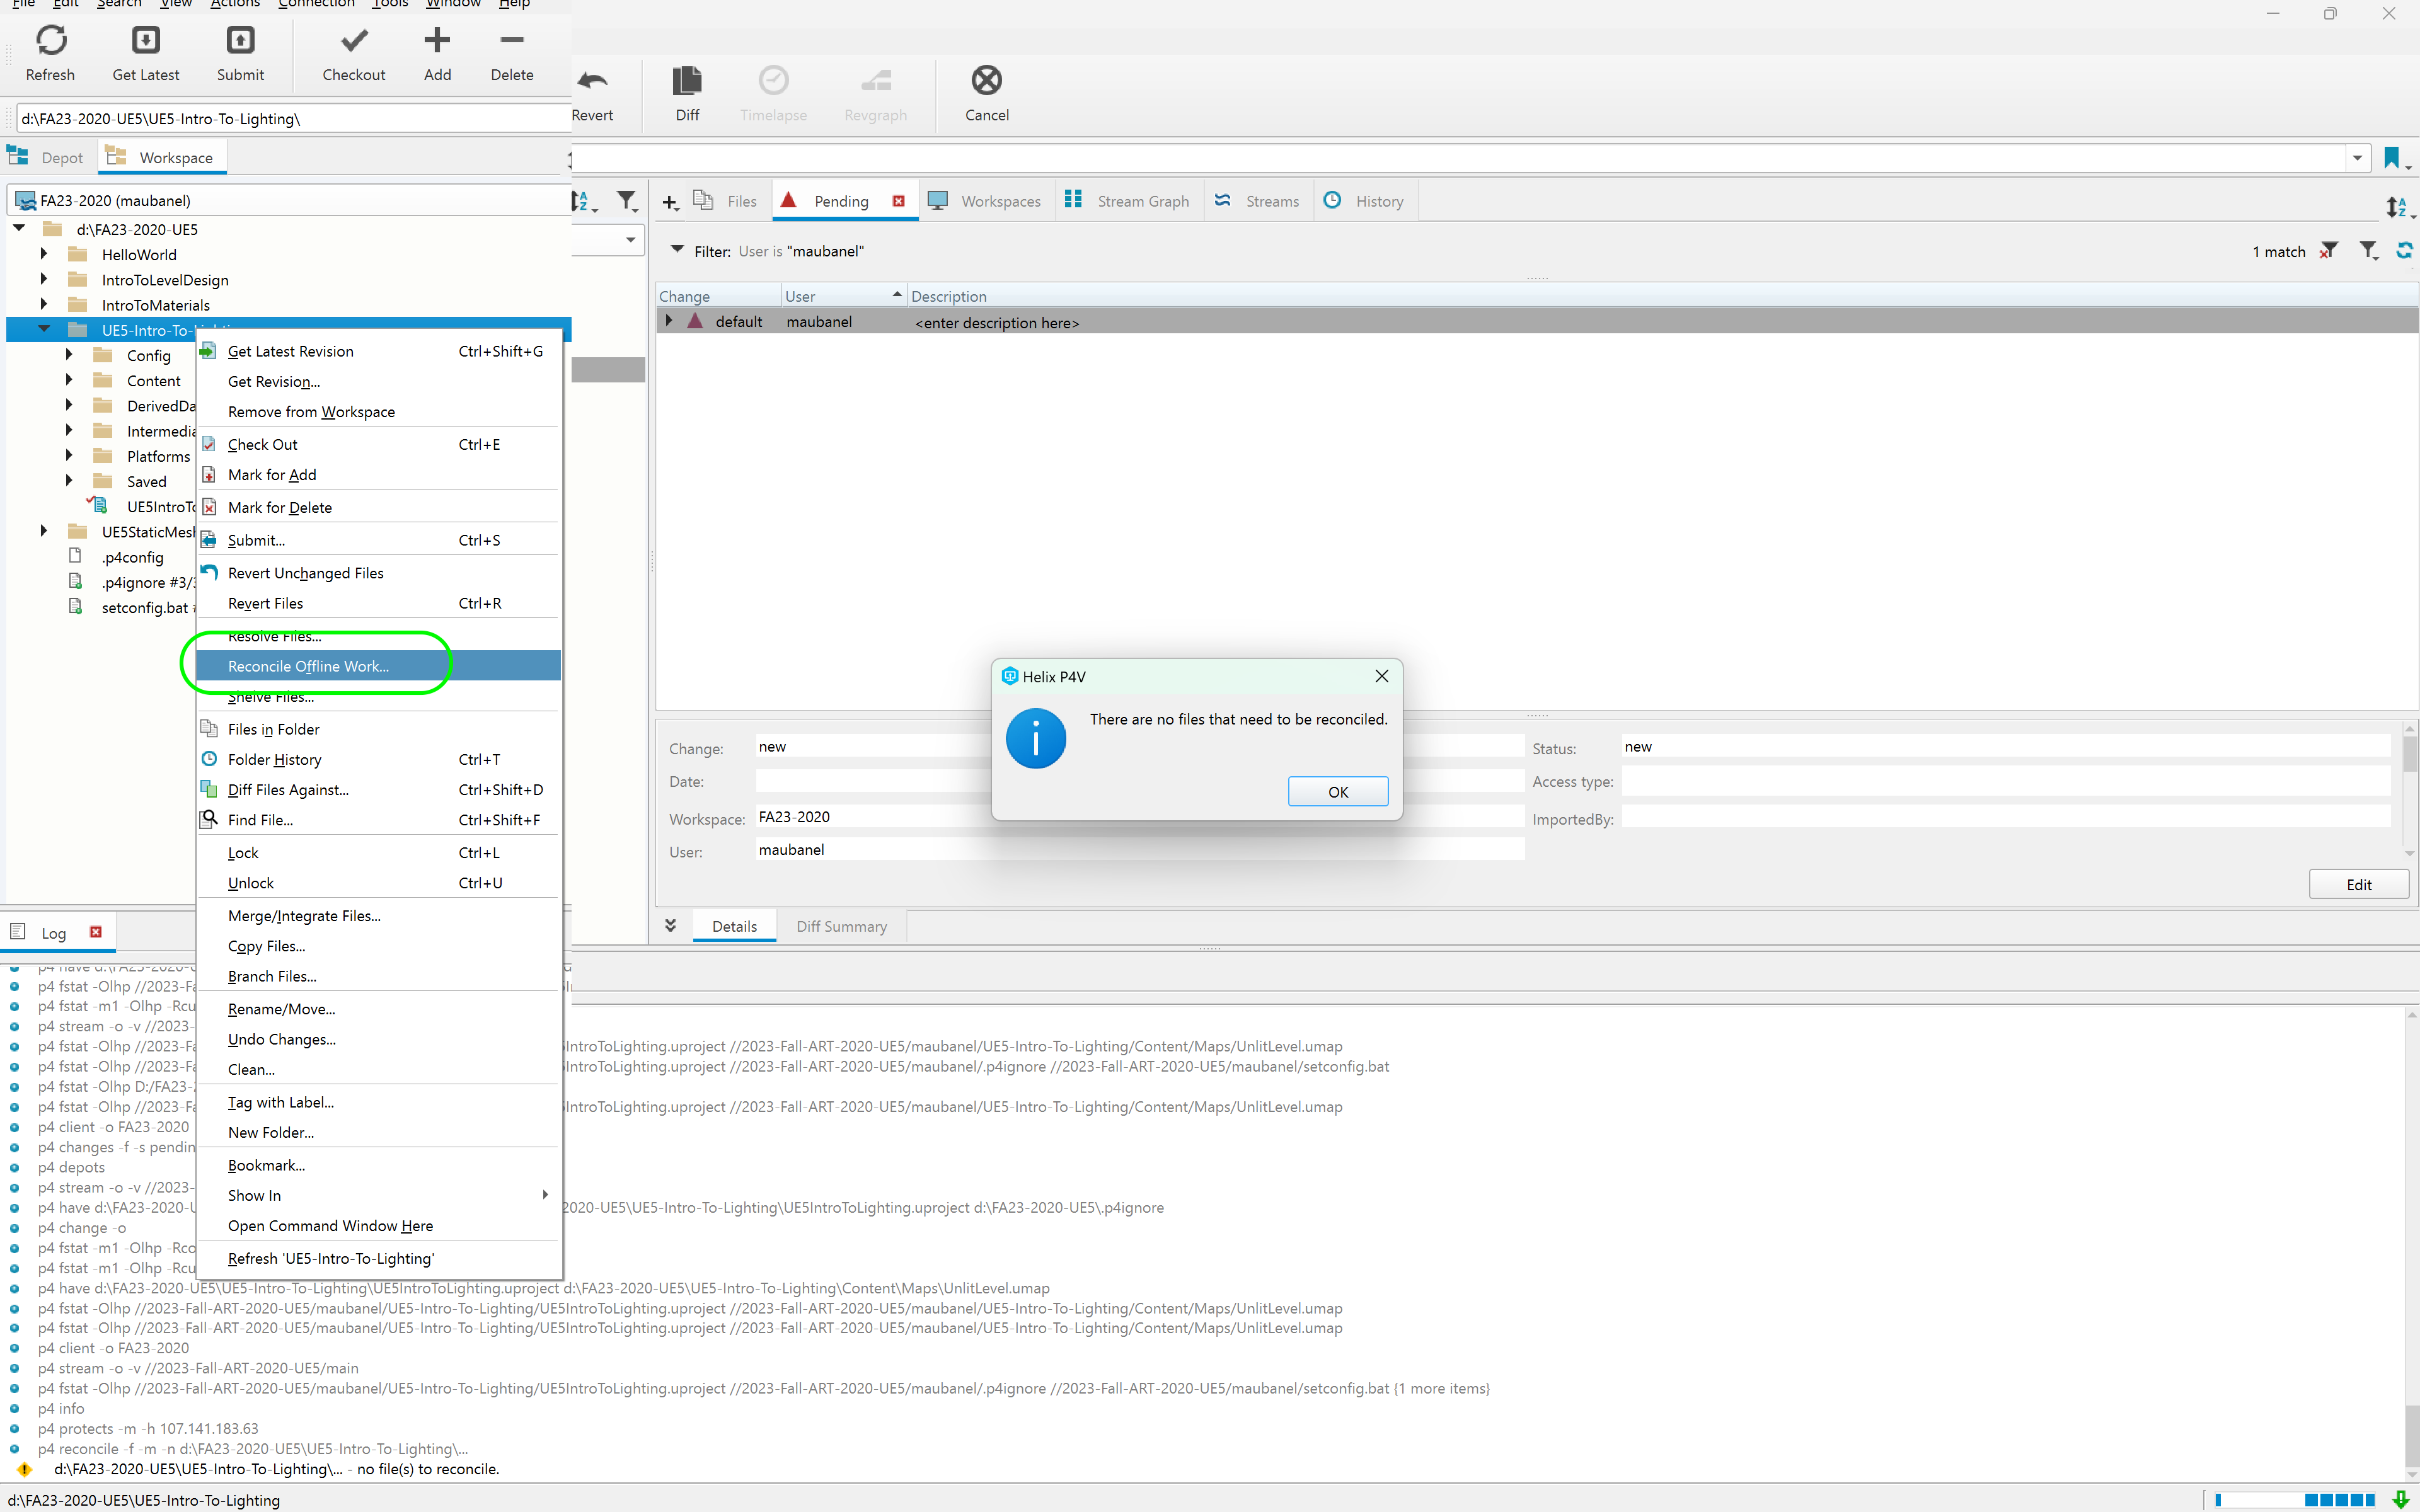 File Edit Search View Actions Connection Tools Window Help
Refresh Get Latest Submit Checkout Add Delete
Revert Diff Timelapse Revgraph Cancel
d:\FA23-2020-UE5\UE5-Intro-To-Lighting\
Depot Workspace
FA23-2020 (maubanel)
d:\FA23-2020-UE5
HelloWorld
IntroToLevelDesign
IntroToMaterials
UE5-Intro-To-
Config
Content
DerivedDa
Intermedia
Platforms
Saved
UE5IntroTo
UE5StaticMesh
.p4config
.p4ignore #3/3
setconfig.bat
Get Latest Revision Ctrl+Shift+G
Get Revision...
Remove from Workspace
Check Out Ctrl+E
Mark for Add
Mark for Delete
Submit... Ctrl+S
Revert Unchanged Files
Revert Files Ctrl+R
Resolve Files...
Reconcile Offline Work...
Shelve Files...
Files in Folder
Folder History Ctrl+T
Diff Files Against... Ctrl+Shift+D
Find File... Ctrl+Shift+F
Lock Ctrl+L
Unlock Ctrl+U
Merge/Integrate Files...
Copy Files...
Branch Files...
Rename/Move...
Undo Changes...
Clean...
Tag with Label...
New Folder...
Bookmark...
Show In
Open Command Window Here
Refresh 'UE5-Intro-To-Lighting'
Files Pending Workspaces Stream Graph Streams History
Filter: User is "maubanel" 1 match
Change User Description
default maubanel <enter description here>
Helix P4V
There are no files that need to be reconciled.
OK
Change: new Status: new
Date: Access type:
Workspace: FA23-2020 ImportedBy:
User: maubanel
Edit
Details Diff Summary
Log
p4 have d:\FA23-2020-U
p4 fstat -Olhp //2023-Fa
p4 fstat -m1 -Olhp -Rcu
p4 stream -o -v //2023-
p4 fstat -Olhp //2023-Fa IntroToLighting.uproject //2023-Fall-ART-2020-UE5/maubanel/UE5-Intro-To-Lighting/Content/Maps/UnlitLevel.umap
p4 fstat -Olhp //2023-Fa IntroToLighting.uproject //2023-Fall-ART-2020-UE5/maubanel/.p4ignore //2023-Fall-ART-2020-UE5/maubanel/setconfig.bat
p4 fstat -Olhp D:/FA23-
p4 fstat -Olhp //2023-Fa IntroToLighting.uproject //2023-Fall-ART-2020-UE5/maubanel/UE5-Intro-To-Lighting/Content/Maps/UnlitLevel.umap
p4 client -o FA23-2020
p4 changes -f -s pendin
p4 depots
p4 stream -o -v //2023-
p4 have d:\FA23-2020-U 2020-UE5\UE5-Intro-To-Lighting\UE5IntroToLighting.uproject d:\FA23-2020-UE5\.p4ignore
p4 change -o
p4 fstat -m1 -Olhp -Rco
p4 fstat -m1 -Olhp -Rcu
p4 have d:\FA23-2020-UE5\UE5-Intro-To-Lighting\UE5IntroToLighting.uproject d:\FA23-2020-UE5\UE5-Intro-To-Lighting\Content\Maps\UnlitLevel.umap
p4 fstat -Olhp //2023-Fall-ART-2020-UE5/maubanel/UE5-Intro-To-Lighting/UE5IntroToLighting.uproject //2023-Fall-ART-2020-UE5/maubanel/UE5-Intro-To-Lighting/Content/Maps/UnlitLevel.umap
p4 fstat -Olhp //2023-Fall-ART-2020-UE5/maubanel/UE5-Intro-To-Lighting/UE5IntroToLighting.uproject //2023-Fall-ART-2020-UE5/maubanel/UE5-Intro-To-Lighting/Content/Maps/UnlitLevel.umap
p4 client -o FA23-2020
p4 stream -o -v //2023-Fall-ART-2020-UE5/main
p4 fstat -Olhp //2023-Fall-ART-2020-UE5/maubanel/UE5-Intro-To-Lighting/UE5IntroToLighting.uproject //2023-Fall-ART-2020-UE5/maubanel/.p4ignore //2023-Fall-ART-2020-UE5/maubanel/setconfig.bat {1 more items}
p4 info
p4 protects -m -h 107.141.183.63
p4 reconcile -f -m -n d:\FA23-2020-UE5\UE5-Intro-To-Lighting\...
d:\FA23-2020-UE5\UE5-Intro-To-Lighting\... - no file(s) to reconcile.
d:\FA23-2020-UE5\UE5-Intro-To-Lighting